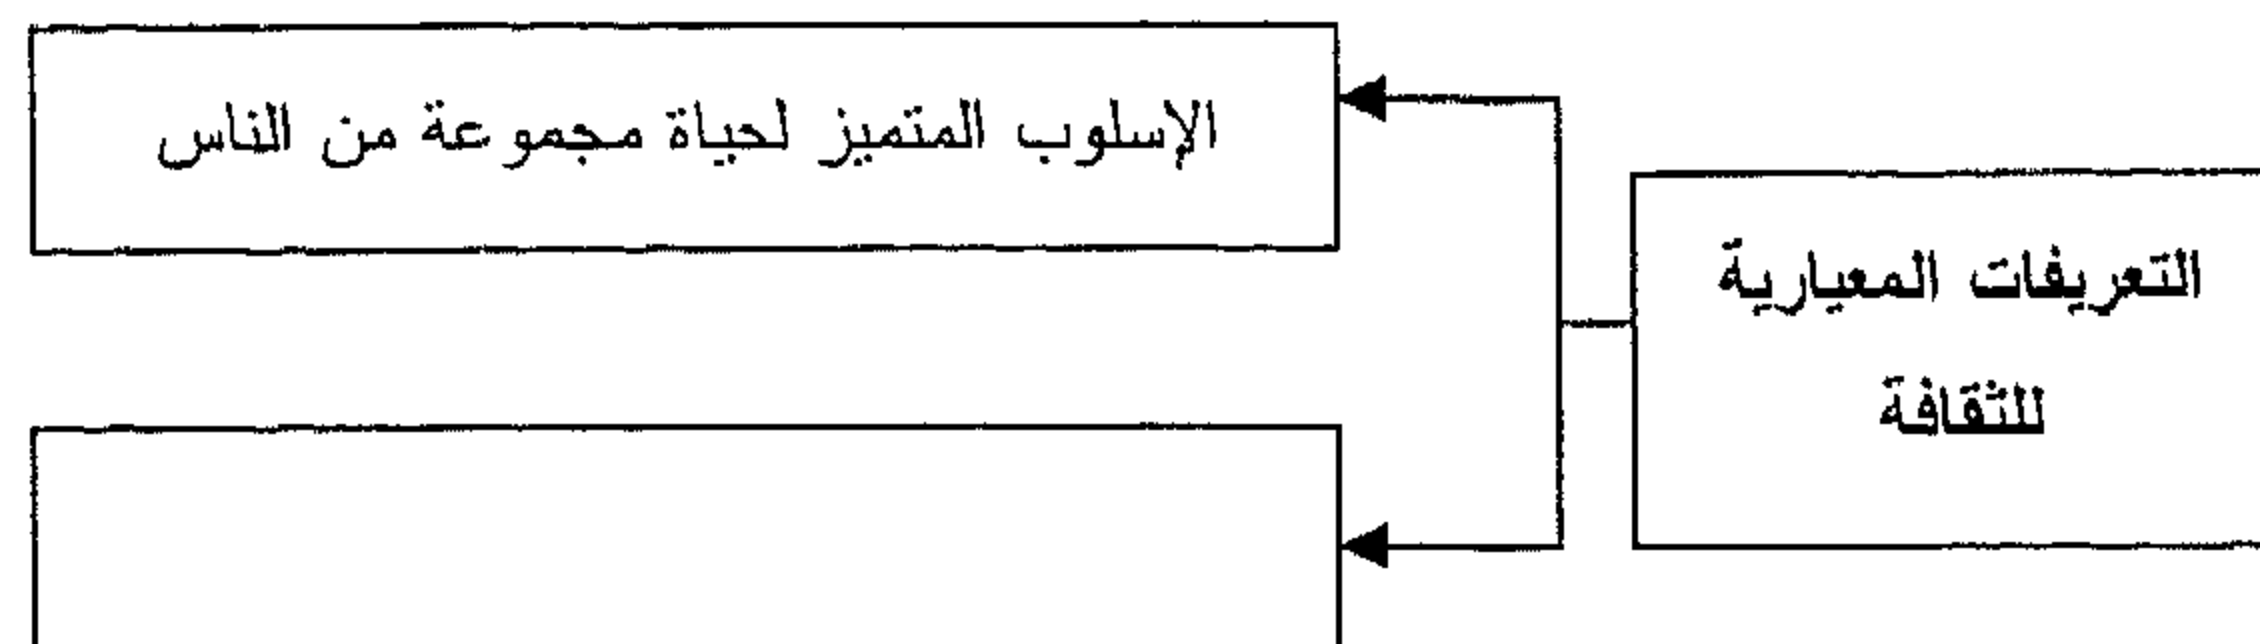 الإسلوب المتميز لحياة مجموعة من الناس
التعريفات المعيارية
للثقافة